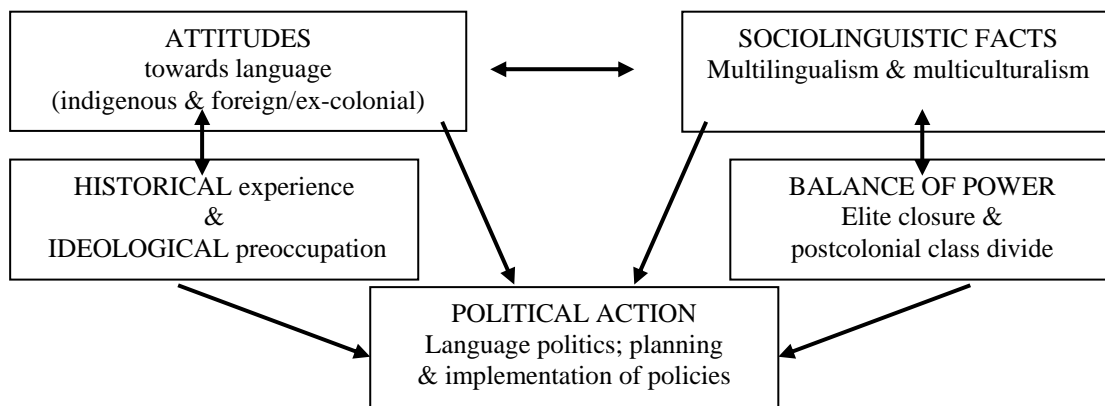 ATTITUDES
towards language
(indigenous & foreign/ex-colonial)
SOCIOLINGUISTIC FACTS
Multilingualism & multiculturalism
HISTORICAL experience
&
IDEOLOGICAL preoccupation
BALANCE OF POWER
Elite closure &
postcolonial class divide
POLITICAL ACTION
Language politics; planning
& implementation of policies